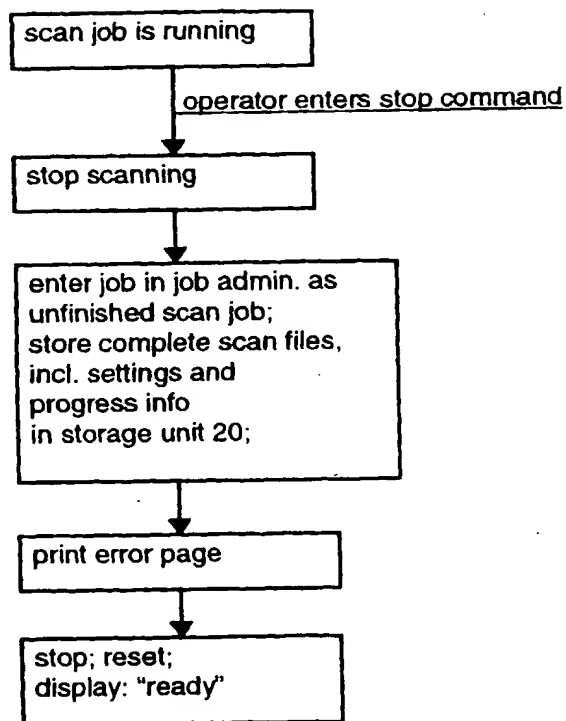 scan job is running
operator enters stop command
stop scanning
enter job in job admin. as
unfinished scan job;
store complete scan files,
incl. settings and
progress info
in storage unit 20;
print error page
stop; reset;
display: "ready"